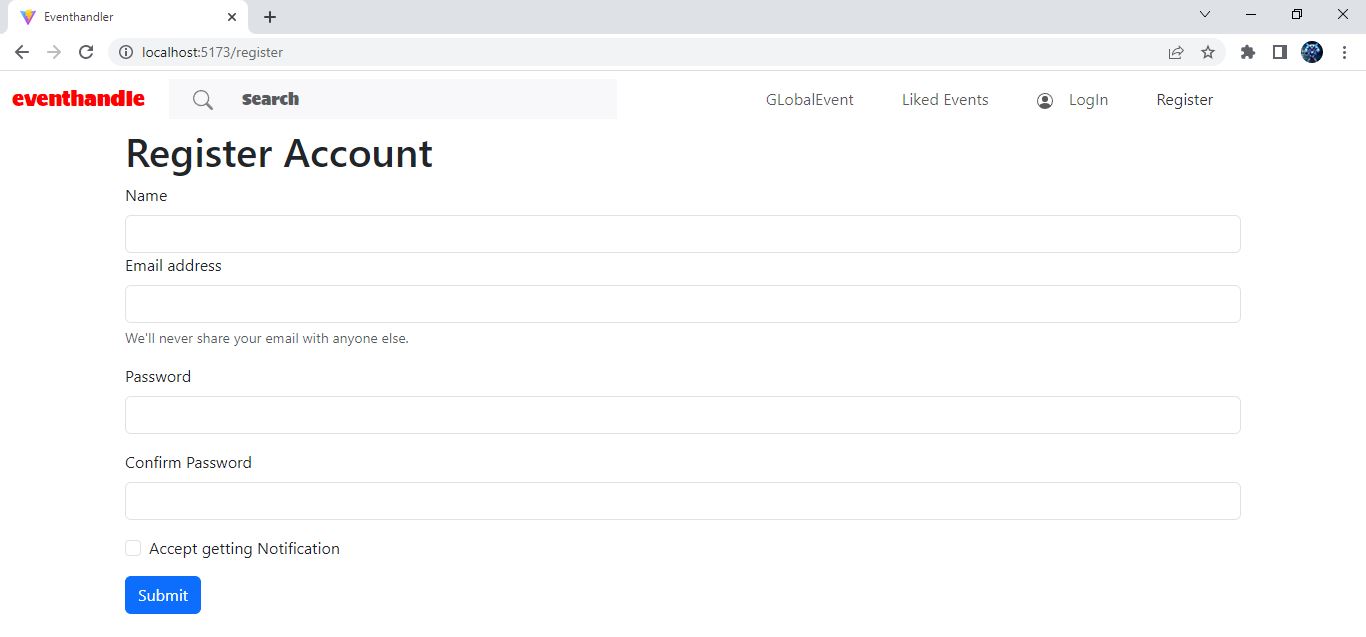 Eventhandler
localhost:5173/register
eventhandle search GLobalEvent Liked Events LogIn Register
Register Account
Name
Email address
We'll never share your email with anyone else.
Password
Confirm Password
Accept getting Notification
Submit